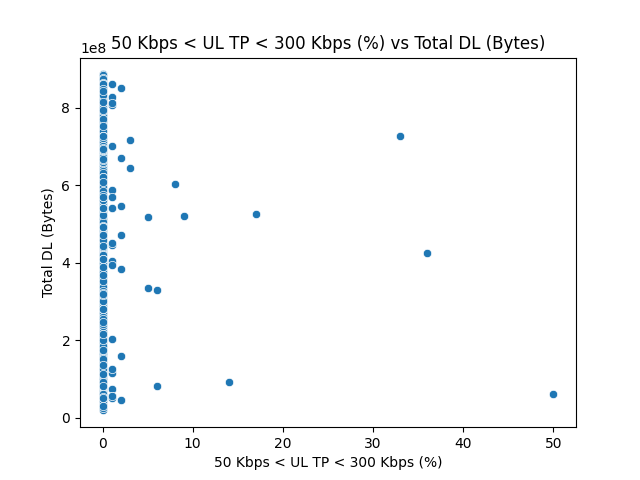 50 Kbps < UL TP < 300 Kbps (%) vs Total DL (Bytes)
1e8
8
6
4
2
0
Total DL (Bytes)
0 10 20 30 40 50
50 Kbps < UL TP < 300 Kbps (%)